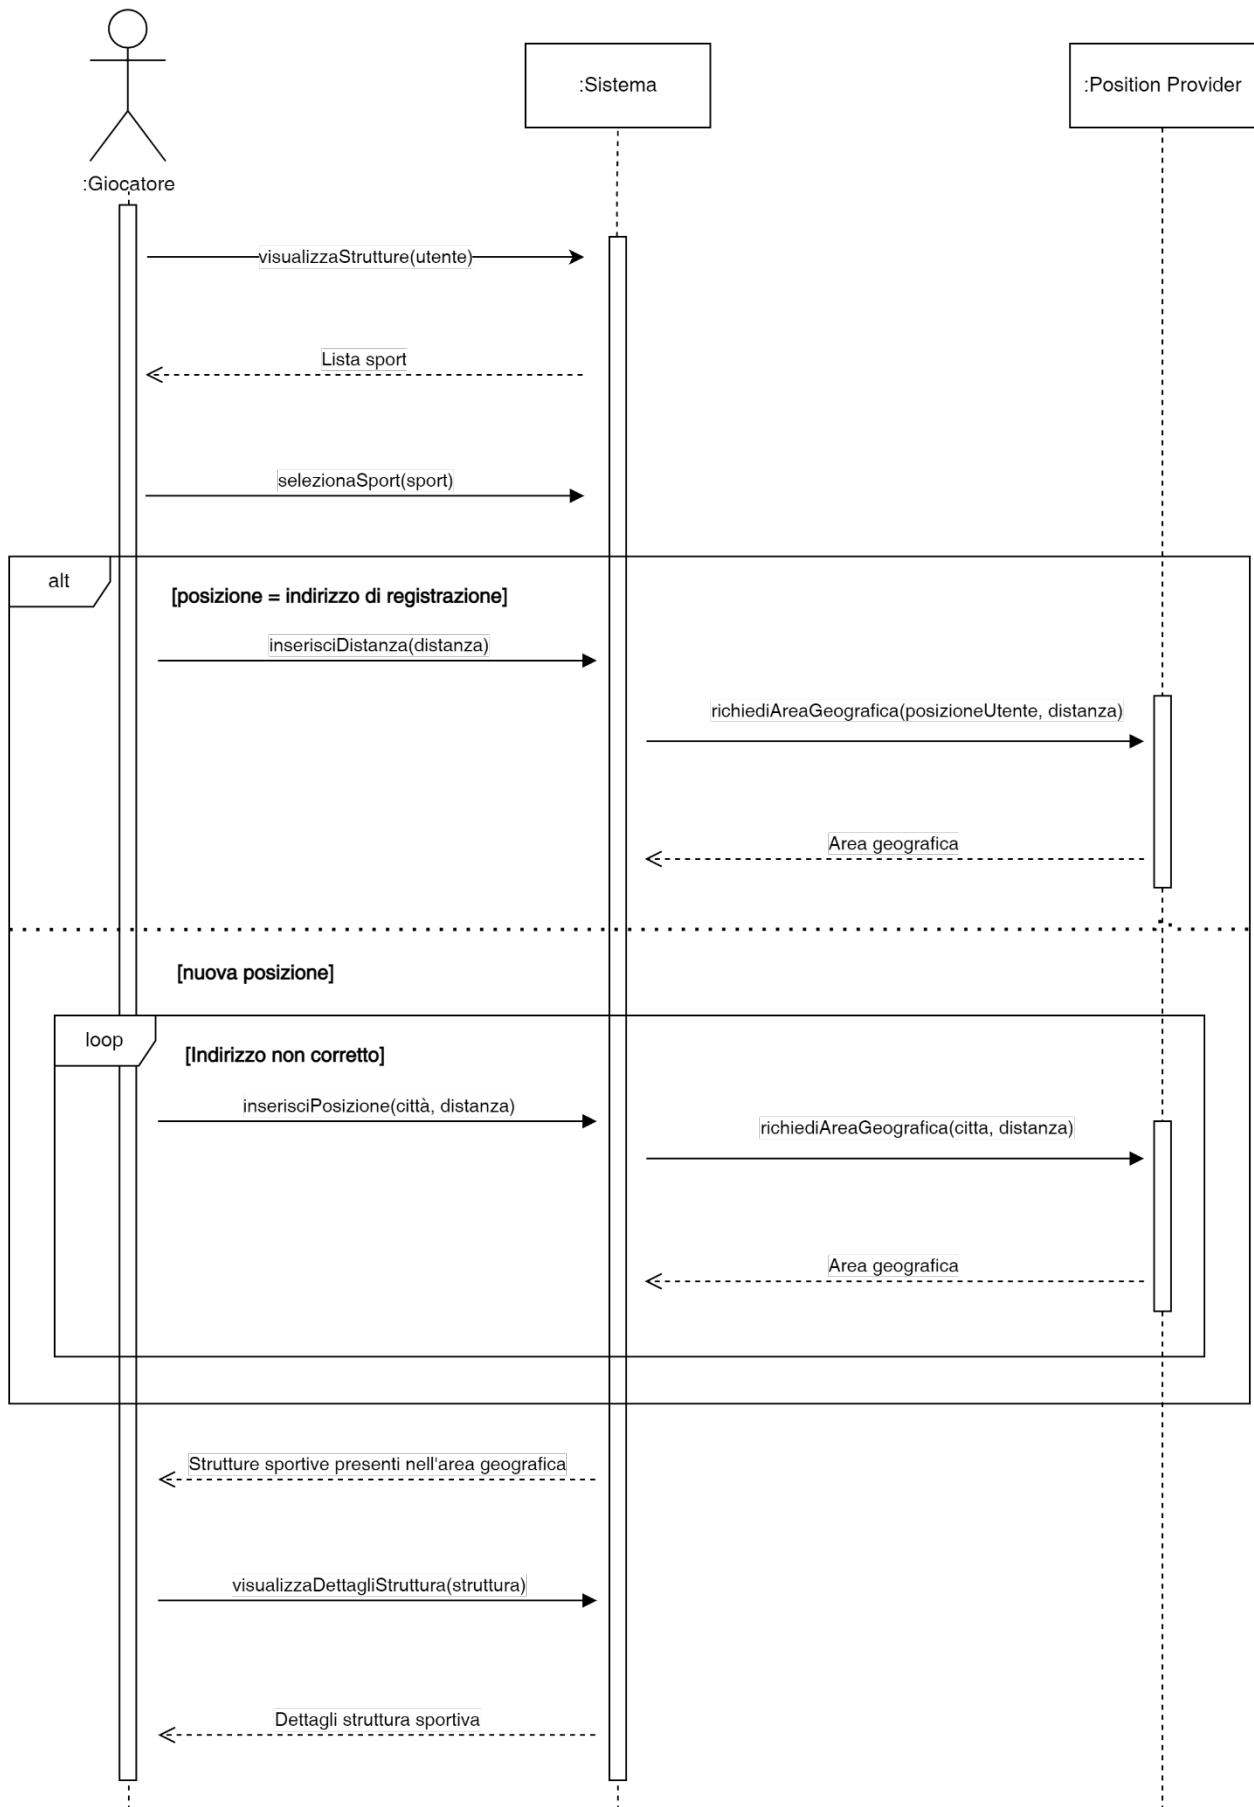 :Sistema
:Position Provider
:Giocatore
visualizzaStrutture(utente)
Lista sport
selezionaSport(sport)
alt
[posizione = indirizzo di registrazione]
inserisciDistanza(distanza)
richiediAreaGeografica(posizioneUtente, distanza)
Area geografica
[nuova posizione]
loop
[Indirizzo non corretto]
inserisciPosizione(città, distanza)
richiediAreaGeografica(citta, distanza)
Area geografica
Strutture sportive presenti nell'area geografica
visualizzaDettagliStruttura(struttura)
Dettagli struttura sportiva